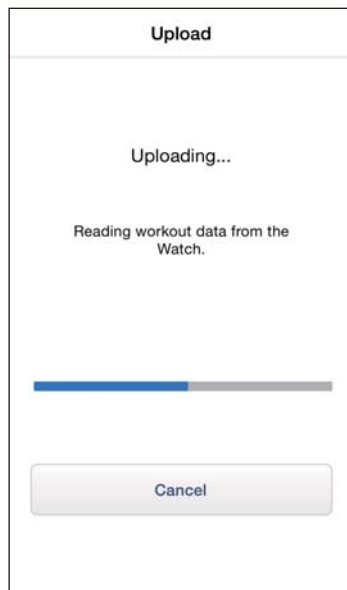 Upload
Uploading...
Reading workout data from the
Watch.
Cancel